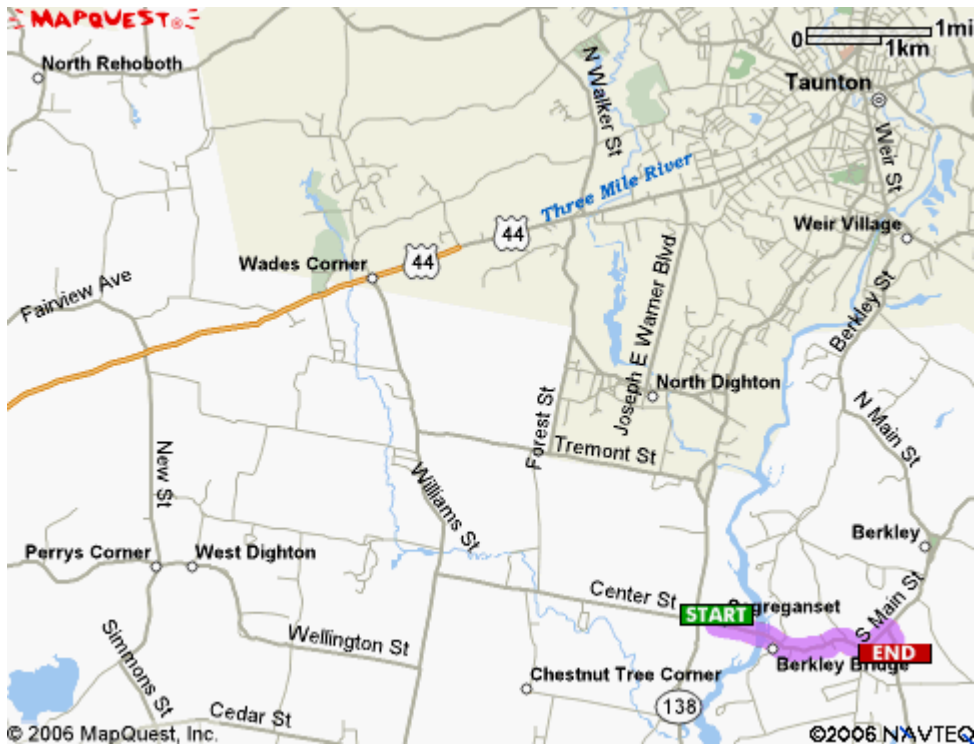 MAPQUEST
0 1mi
1km
North Rehoboth
N Walker St
Taunton
Weir St
Three Mile River
44
44
Weir Village
Wades Corner
Fairview Ave
Berkley St
Joseph E Warner Blvd
North Dighton
N Main St
Forest St
Tremont St
New St
Williams St
Berkley
Perrys Corner
West Dighton
Center St
START
S Main St
Wellington St
END
Berkley Bridge
Simmons St
Chestnut Tree Corner
138
Cedar St
© 2006 MapQuest, Inc.
©2006 NAVTEQ